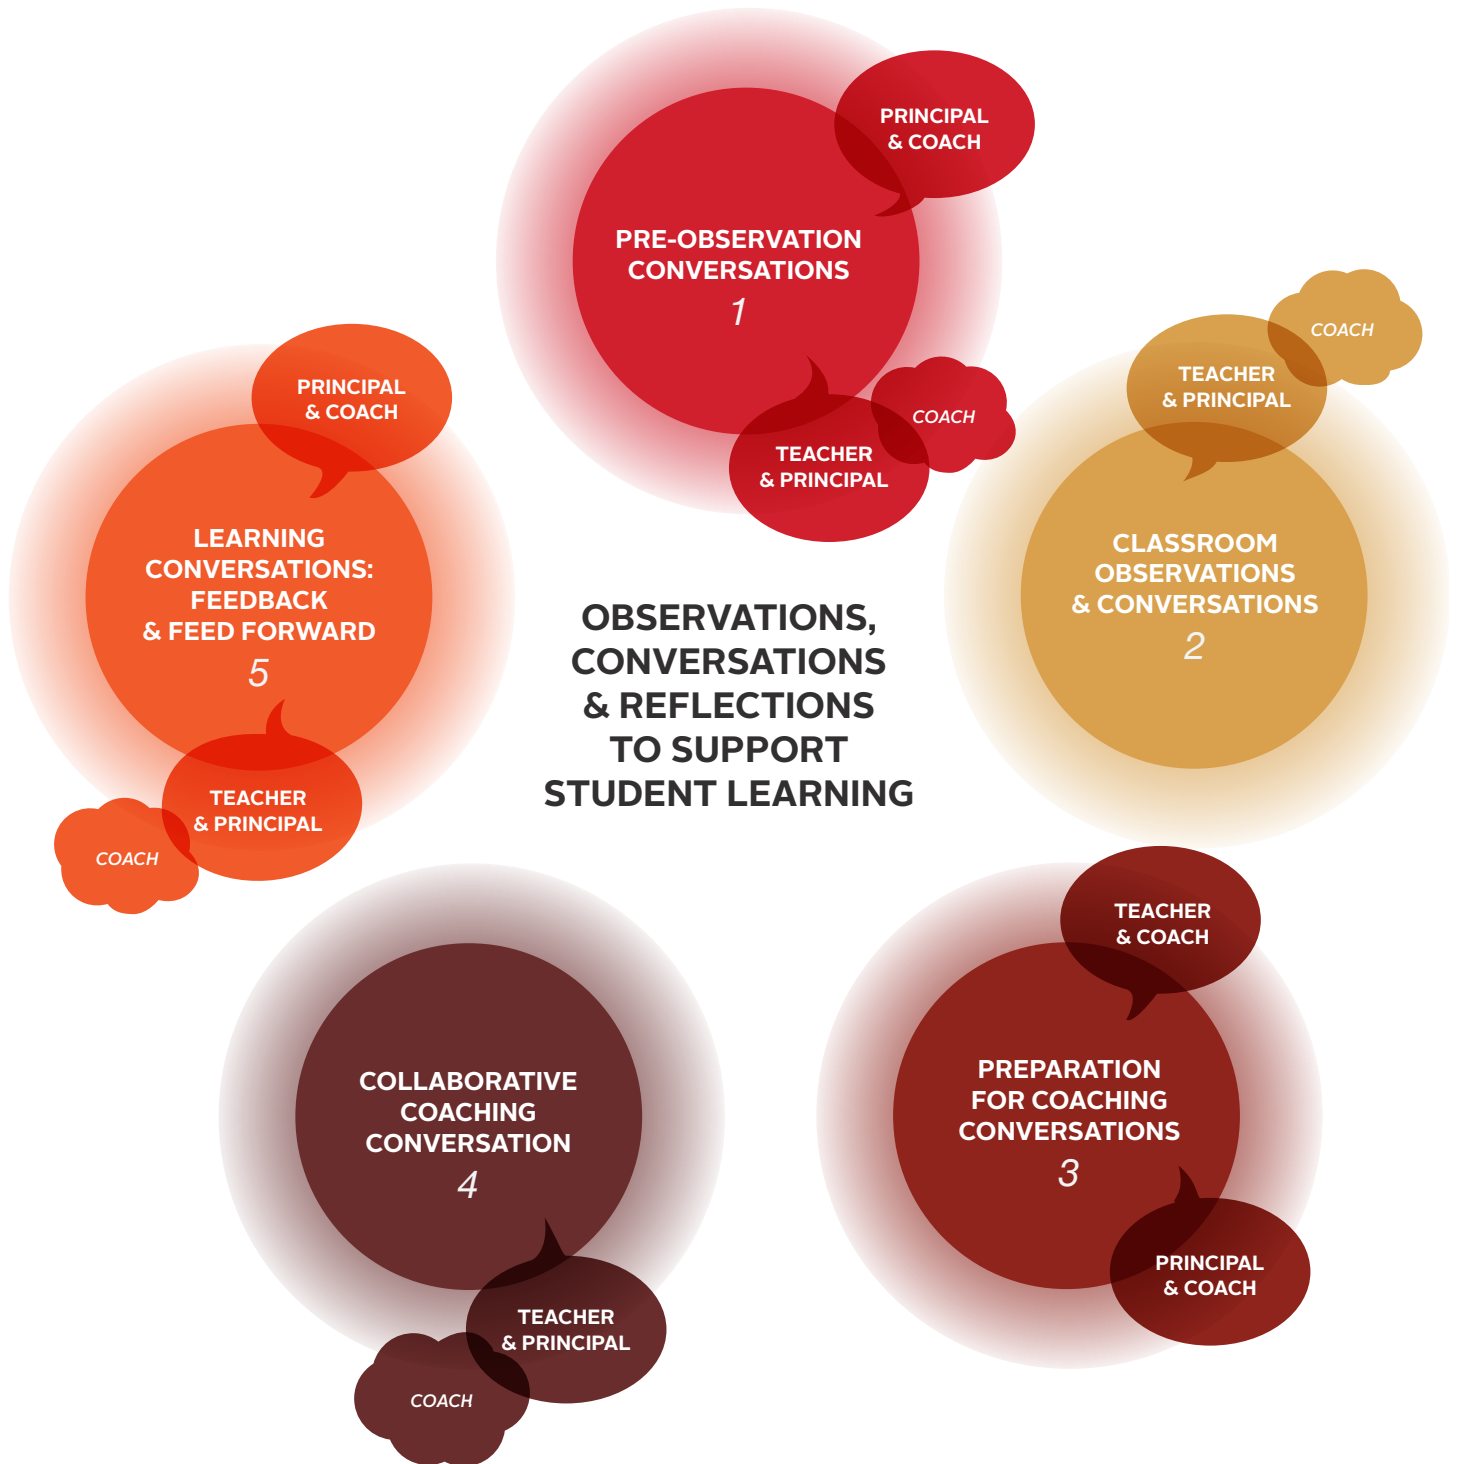 PRINCIPAL
& COACH
PRE-OBSERVATION
CONVERSATIONS
1
COACH
TEACHER
& PRINCIPAL
COACH
TEACHER
& PRINCIPAL
CLASSROOM
OBSERVATIONS
& CONVERSATIONS
2
TEACHER
& COACH
PREPARATION
FOR COACHING
CONVERSATIONS
3
PRINCIPAL
& COACH
COLLABORATIVE
COACHING
CONVERSATION
4
TEACHER
& PRINCIPAL
COACH
PRINCIPAL
& COACH
LEARNING
CONVERSATIONS:
FEEDBACK
& FEED FORWARD
5
TEACHER
& PRINCIPAL
COACH
OBSERVATIONS,
CONVERSATIONS
& REFLECTIONS
TO SUPPORT
STUDENT LEARNING